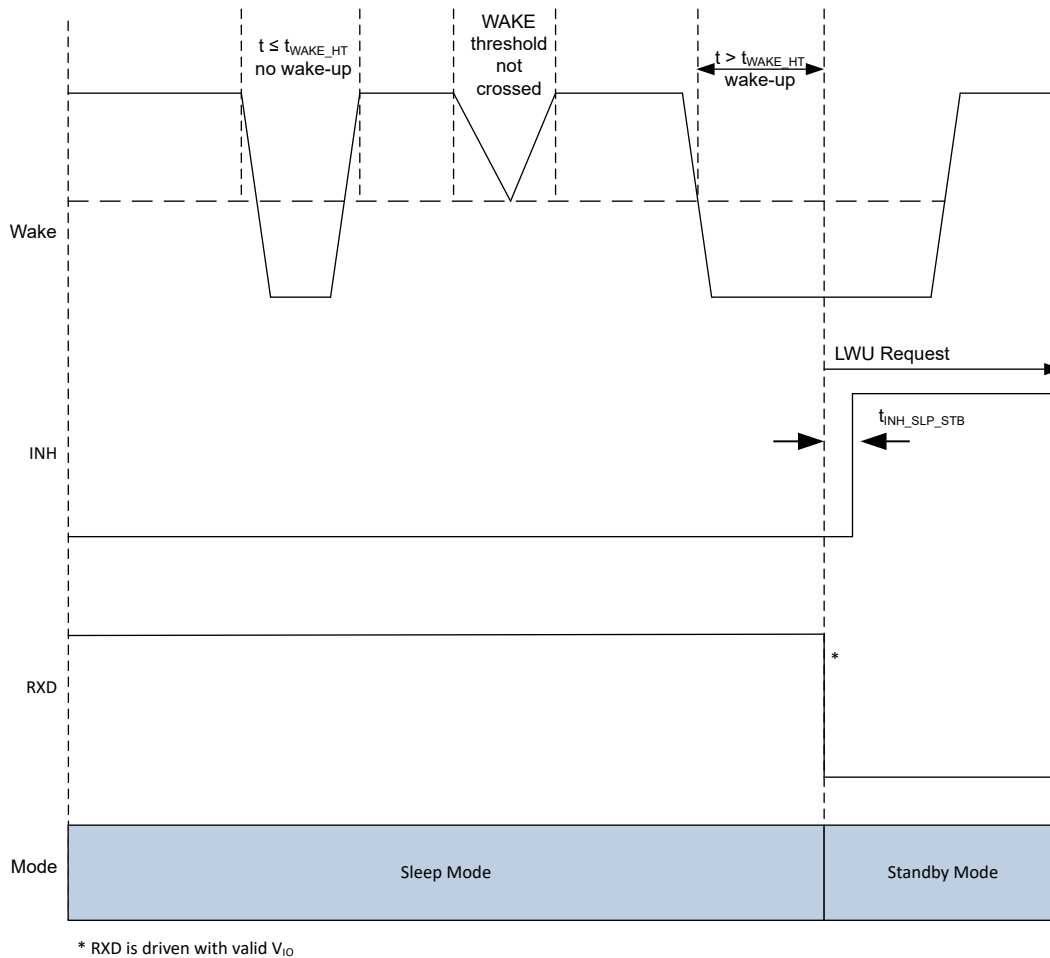 t ≤ tWAKE_HT
no wake-up
WAKE
threshold
not
crossed
t > tWAKE_HT
wake-up
Wake
LWU Request
tINH_SLP_STB
INH
*
RXD
Mode
Sleep Mode
Standby Mode
* RXD is driven with valid VIO